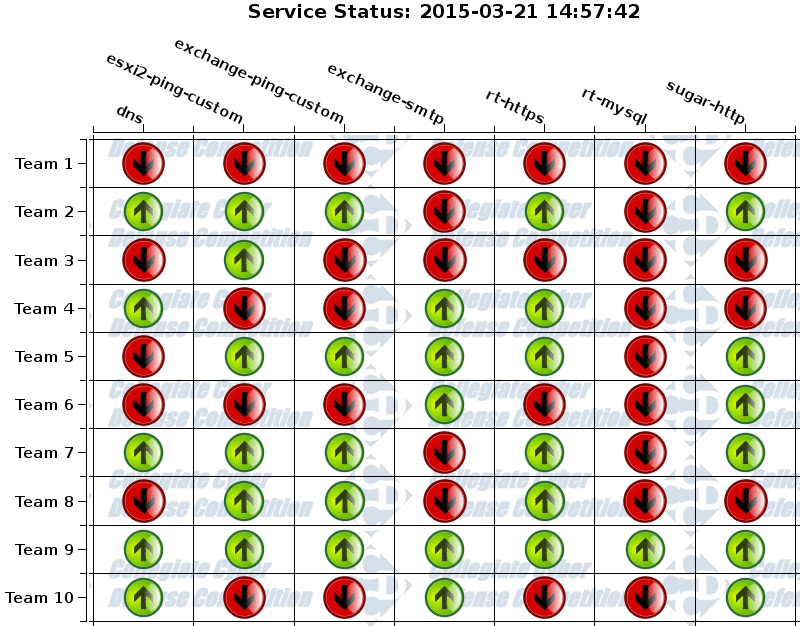 Service Status: 2015-03-21 14:57:42
dns
esxi2-ping-custom
exchange-ping-custom
exchange-smtp
rt-https
rt-mysql
sugar-http
Team 1
Team 2
Team 3
Team 4
Team 5
Team 6
Team 7
Team 8
Team 9
Team 10
Collegiate Cyber
Defense Competition